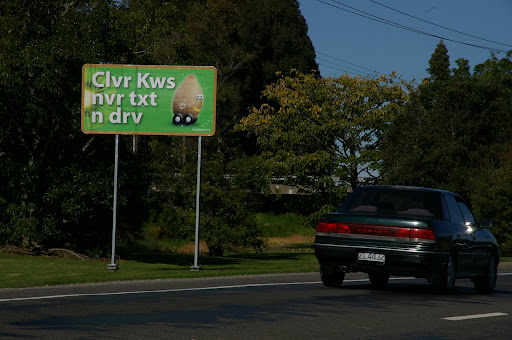 Clvr Kws
nvr txt
n drv